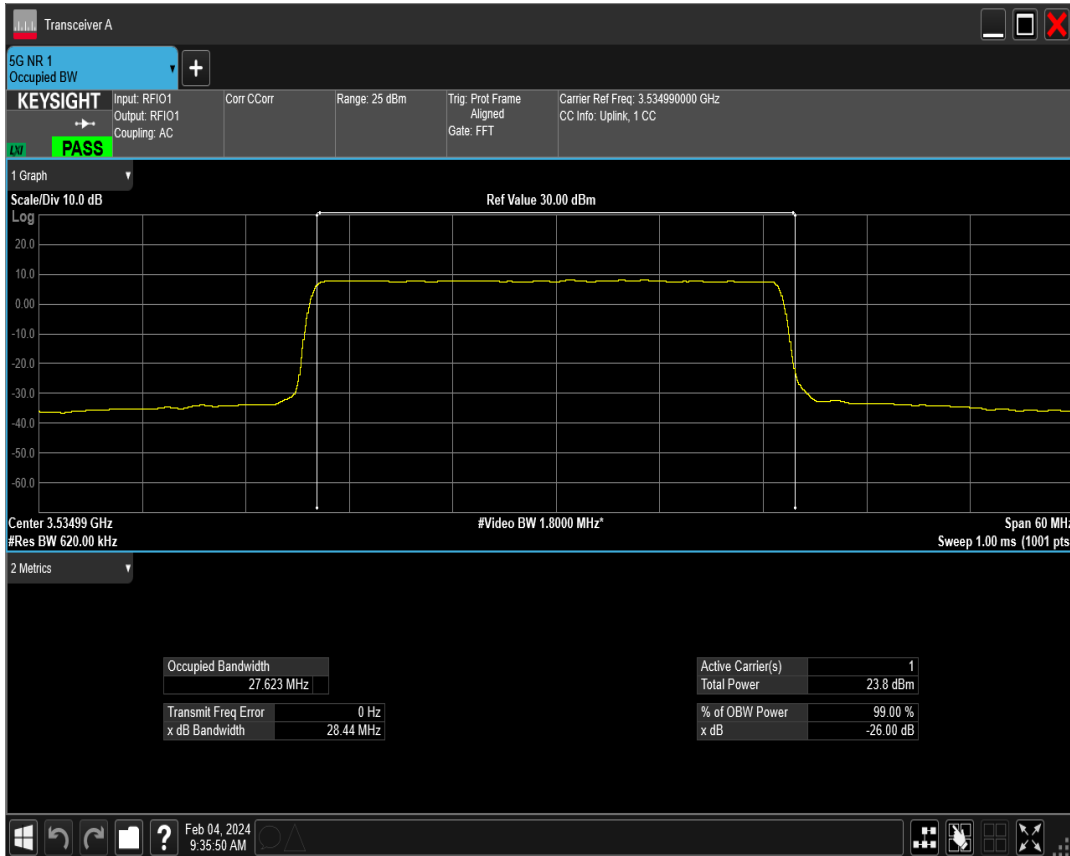 Transceiver A
5G NR 1
Occupied BW
KEYSIGHT
LXI
PASS
Input: RFIO1
Output: RFIO1
Coupling: AC
Corr CCorr
Range: 25 dBm
Trig: Prot Frame
Aligned
Gate: FFT
Carrier Ref Freq: 3.534990000 GHz
CC Info: Uplink, 1 CC
1 Graph
Scale/Div 10.0 dB
Ref Value 30.00 dBm
Log
20.0
10.0
0.00
-10.0
-20.0
-30.0
-40.0
-50.0
-60.0
Center 3.53499 GHz
#Video BW 1.8000 MHz*
Span 60 MHz
#Res BW 620.00 kHz
Sweep 1.00 ms (1001 pts
2 Metrics
Occupied Bandwidth
27.623 MHz
Transmit Freq Error 0 Hz
x dB Bandwidth 28.44 MHz
Active Carrier(s) 1
Total Power 23.8 dBm
% of OBW Power 99.00 %
x dB -26.00 dB
?
Feb 04, 2024
9:35:50 AM